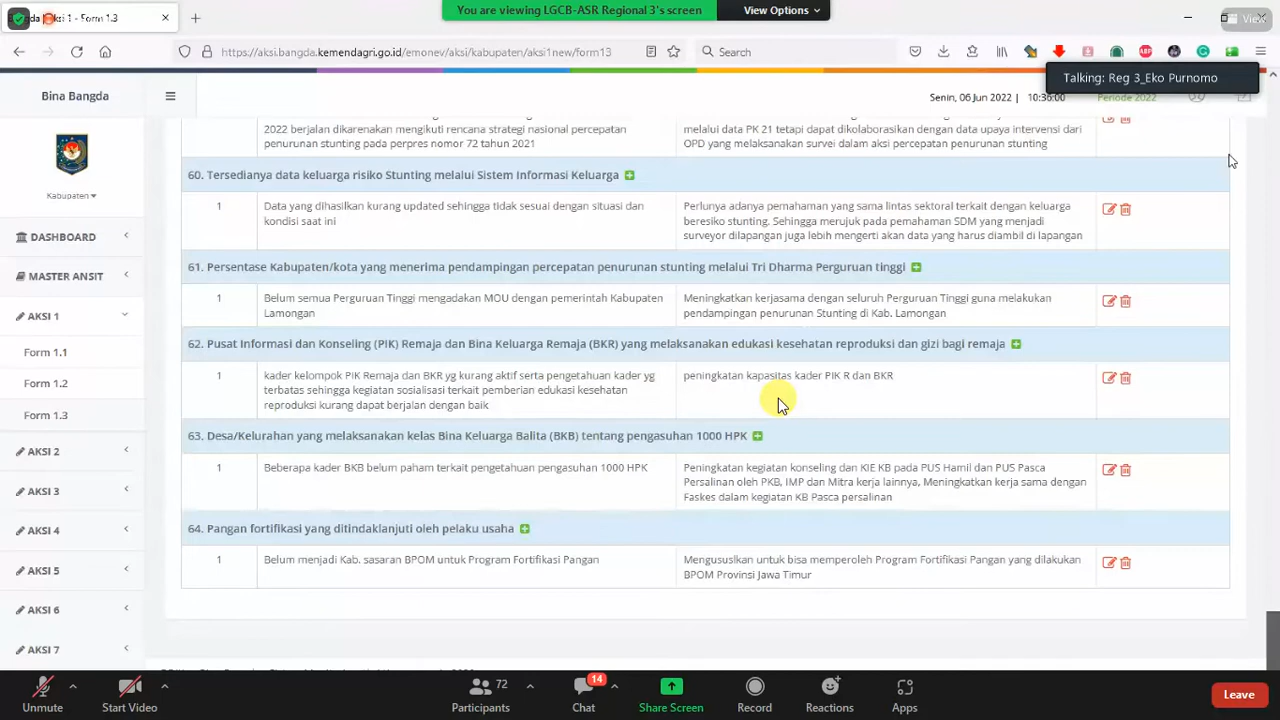 You are viewing LGCB-ASR Regional 3's screen
View Options
View
Aksi 1 - Form 1.3
https://aksi.bangda.kemendagri.go.id/emonev/aksi/kabupaten/aksi1new/form13
Search
Talking: Reg 3_Eko Purnomo
Bina Bangda
Senin, 06 Jun 2022 | 10:36:00
Periode 2022
Kabupaten
DASHBOARD
MASTER ANSIT
AKSI 1
Form 1.1
Form 1.2
Form 1.3
AKSI 2
AKSI 3
AKSI 4
AKSI 5
AKSI 6
AKSI 7
2022 berjalan dikarenakan mengikuti rencana strategi nasional percepatan
penurunan stunting pada perpres nomor 72 tahun 2021
melalui data PK 21 tetapi dapat dikolaborasikan dengan data upaya intervensi dari
OPD yang melaksanakan survei dalam aksi percepatan penurunan stunting
60. Tersedianya data keluarga risiko Stunting melalui Sistem Informasi Keluarga
1
Data yang dihasilkan kurang updated sehingga tidak sesuai dengan situasi dan
kondisi saat ini
Perlunya adanya pemahaman yang sama lintas sektoral terkait dengan keluarga
beresiko stunting. Sehingga merujuk pada pemahaman SDM yang menjadi
surveyor dilapangan juga lebih mengerti akan data yang harus diambil di lapangan
61. Persentase Kabupaten/kota yang menerima pendampingan percepatan penurunan stunting melalui Tri Dharma Perguruan tinggi
1
Belum semua Perguruan Tinggi mengadakan MOU dengan pemerintah Kabupaten
Lamongan
Meningkatkan kerjasama dengan seluruh Perguruan Tinggi guna melakukan
pendampingan penurunan Stunting di Kab. Lamongan
62. Pusat Informasi dan Konseling (PIK) Remaja dan Bina Keluarga Remaja (BKR) yang melaksanakan edukasi kesehatan reproduksi dan gizi bagi remaja
1
kader kelompok PIK Remaja dan BKR yg kurang aktif serta pengetahuan kader yg
terbatas sehingga kegiatan sosialisasi terkait pemberian edukasi kesehatan
reproduksi kurang dapat berjalan dengan baik
peningkatan kapasitas kader PIK R dan BKR
63. Desa/Kelurahan yang melaksanakan kelas Bina Keluarga Balita (BKB) tentang pengasuhan 1000 HPK
1
Beberapa kader BKB belum paham terkait pengetahuan pengasuhan 1000 HPK
Peningkatan kegiatan konseling dan KIE KB pada PUS Hamil dan PUS Pasca
Persalinan oleh PKB, IMP dan Mitra kerja lainnya, Meningkatkan kerja sama dengan
Faskes dalam kegiatan KB Pasca persalinan
64. Pangan fortifikasi yang ditindaklanjuti oleh pelaku usaha
1
Belum menjadi Kab. sasaran BPOM untuk Program Fortifikasi Pangan
Mengususlkan untuk bisa memperoleh Program Fortifikasi Pangan yang dilakukan
BPOM Provinsi Jawa Timur
Unmute
Start Video
72
Participants
14
Chat
Share Screen
Record
Reactions
Apps
Leave